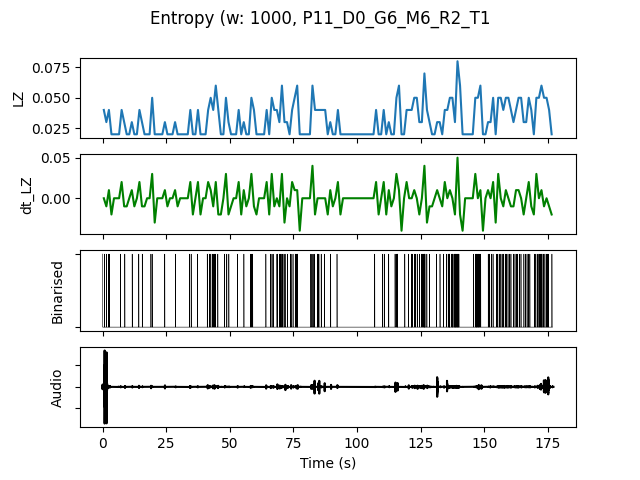 Entropy (w: 1000, P11_D0_G6_M6_R2_T1
0.075
0.050
0.025
LZ
0.05
0.00
dt_LZ
Binarised
Audio
0 25 50 75 100 125 150 175
Time (s)